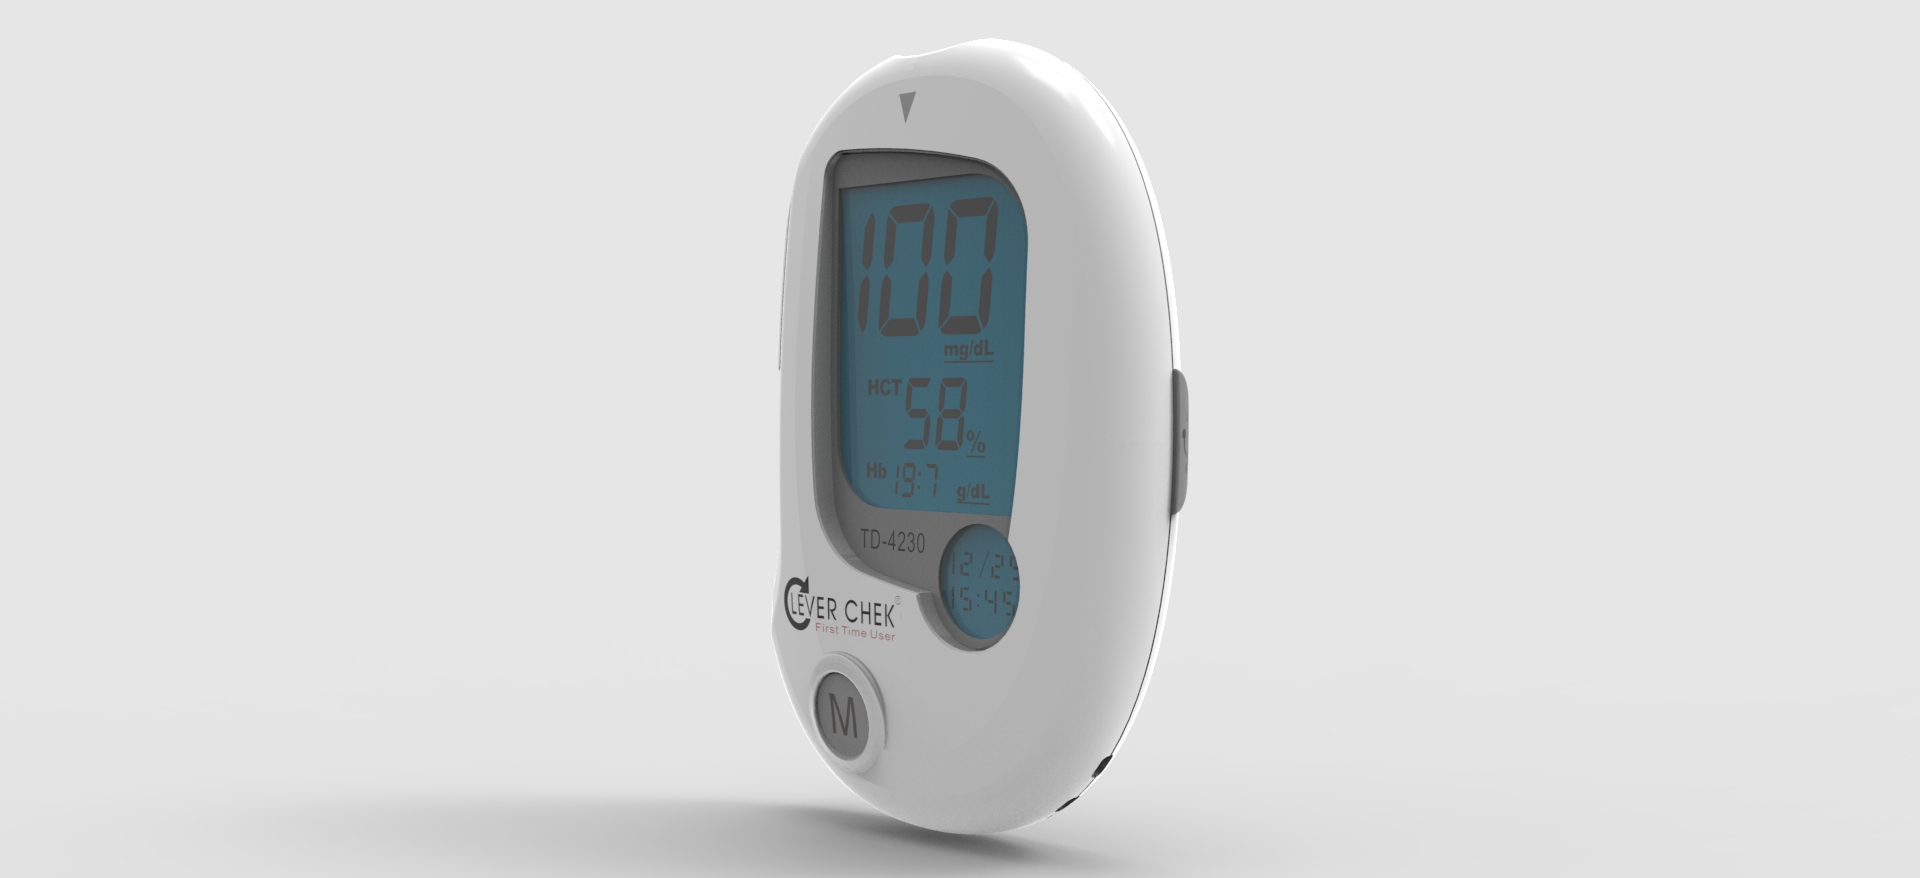 100
mg/dL
HCT 58 %
Hb 19:7 g/dL
TD-4230
12/29
15:45
CLEVER CHEK®
First Time User
M